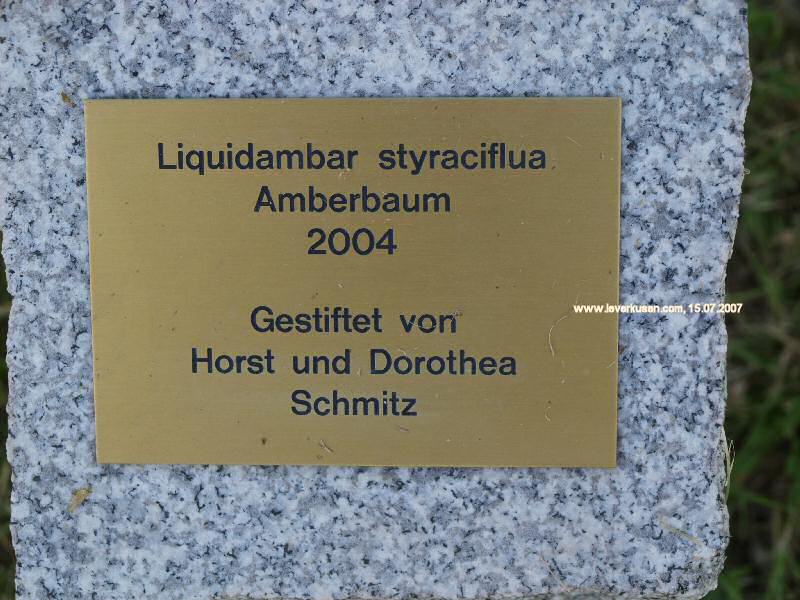 Liquidambar styraciflua
Amberbaum
2004
Gestiftet von
www.leverkusen.com, 15.07.2007
Horst und Dorothea
Schmitz